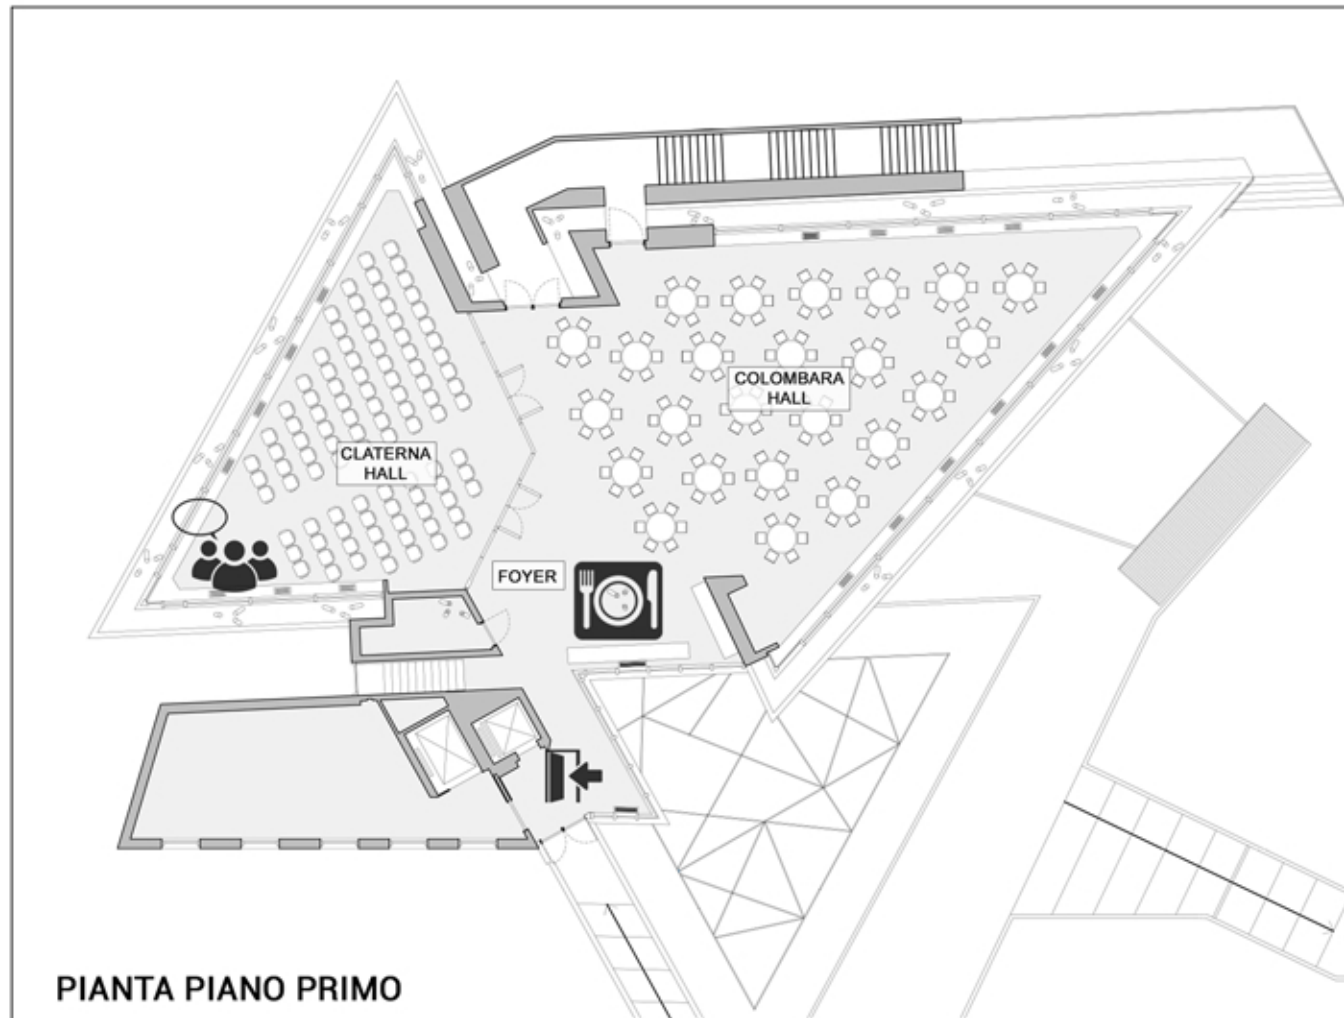 COLOMBARA
HALL
CLATERNA
HALL
FOYER
PIANTA PIANO PRIMO